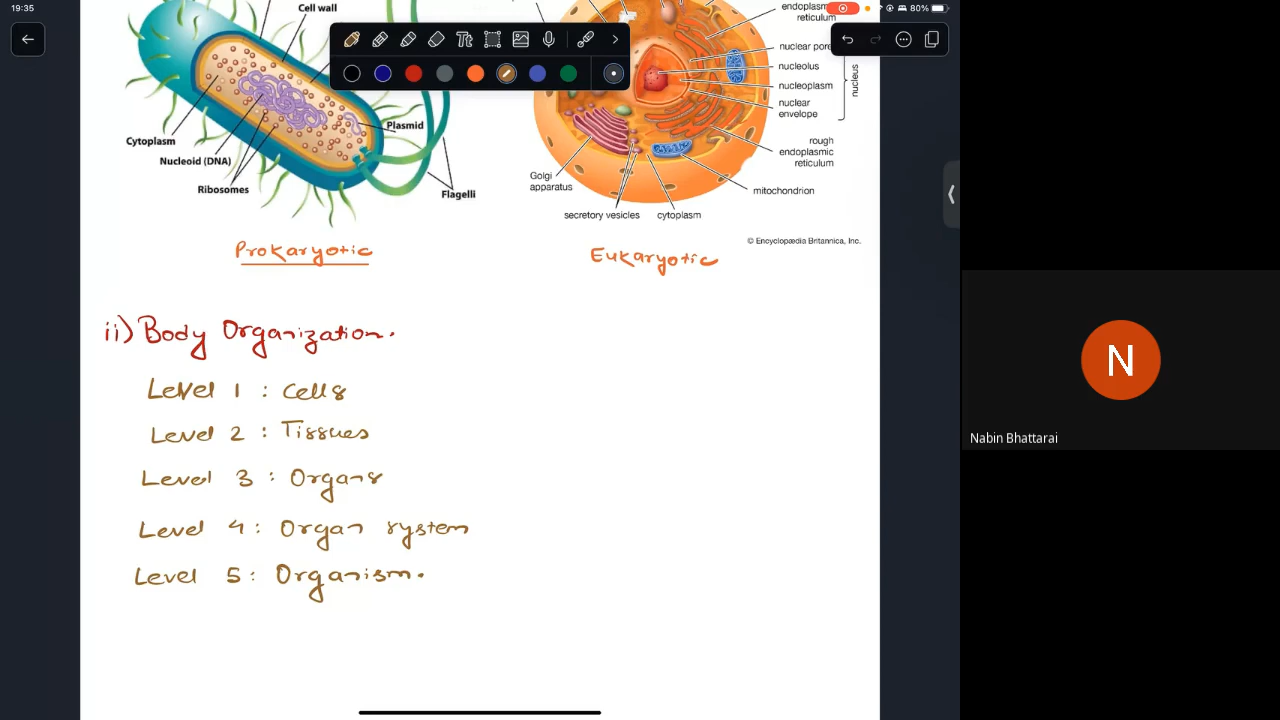 19:35
80%
Cell wall
Cytoplasm
Nucleoid (DNA)
Ribosomes
Plasmid
Flagelli
endoplasmic
reticulum
nuclear pore
nucleolus
nucleoplasm
nuclear
envelope
nucleus
rough
endoplasmic
reticulum
mitochondrion
Golgi
apparatus
secretory vesicles
cytoplasm
© Encyclopædia Britannica, Inc.
Prokaryotic
Eukaryotic
ii) Body Organization.
Level 1 : Cells
Level 2 : Tissues
Level 3 : Organs
Level 4 : Organ system
Level 5 : Organism.
Tt
N
Nabin Bhattarai